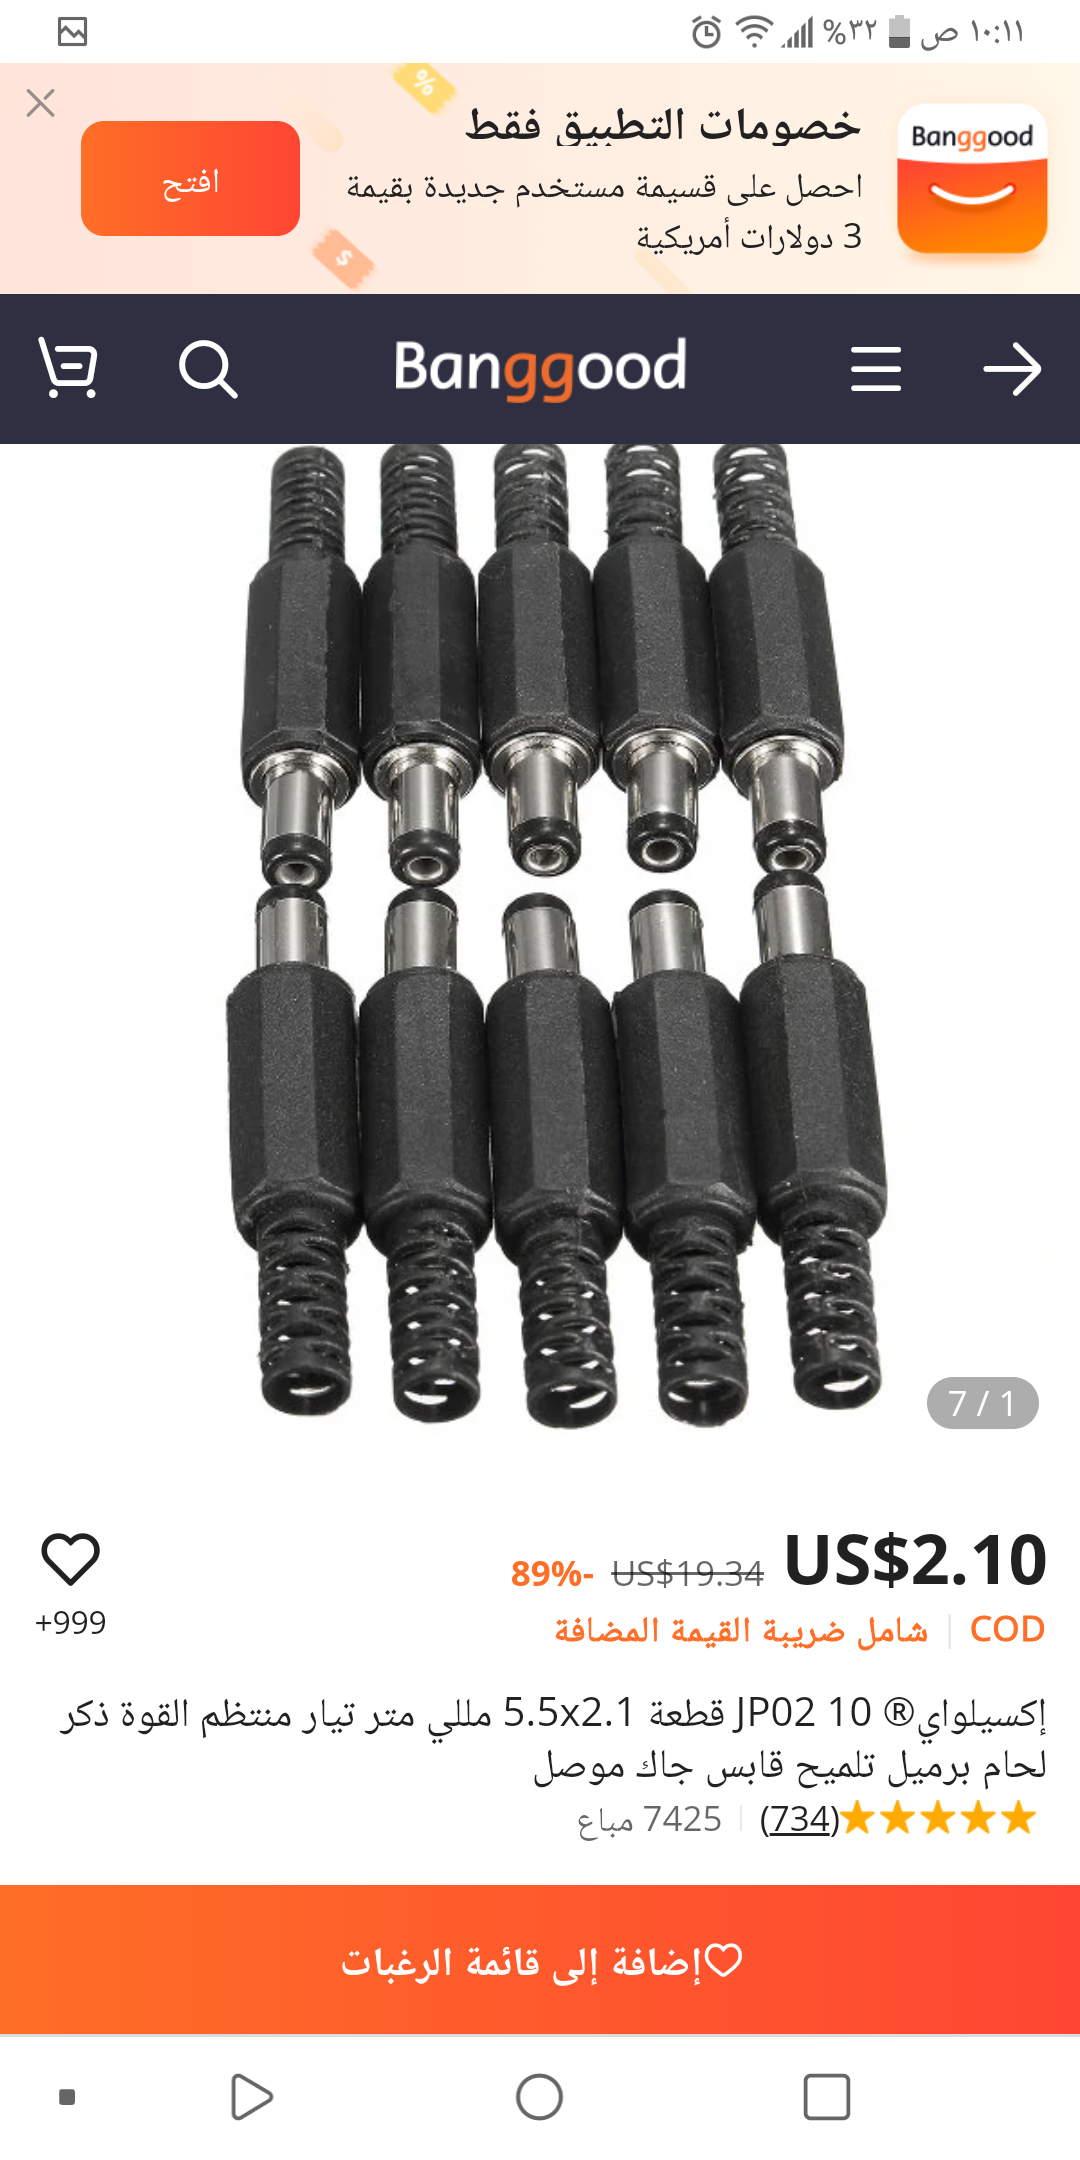 ١٠:١١ ص
%٣٢
خصومات التطبيق فقط
احصل على قسيمة مستخدم جديدة بقيمة
3 دولارات أمريكية
افتح
Banggood
%
$
Banggood
7 / 1
US$2.10 US$19.34 89%-
+999
COD | شامل ضريبة القيمة المضافة
إكسيلواي® JP02 10 قطعة 5.5x2.1 مللي متر تيار منتظم القوة ذكر
لحام برميل تلميح قابس جاك موصل
(734) | 7425 مباع
إضافة إلى قائمة الرغبات